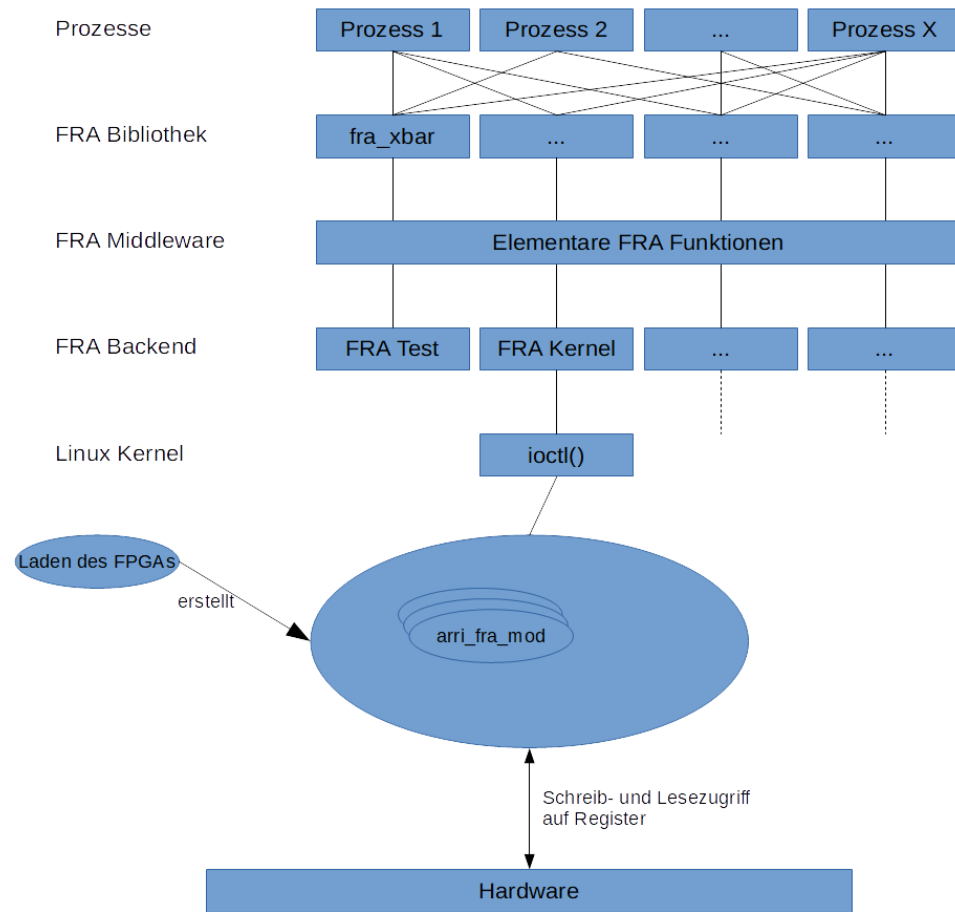 Prozesse
Prozess 1
Prozess 2
...
Prozess X
FRA Bibliothek
fra_xbar
...
...
...
FRA Middleware
Elementare FRA Funktionen
FRA Backend
FRA Test
FRA Kernel
...
...
Linux Kernel
ioctl()
Laden des FPGAs
erstellt
arri_fra_mod
Schreib- und Lesezugriff
auf Register
Hardware